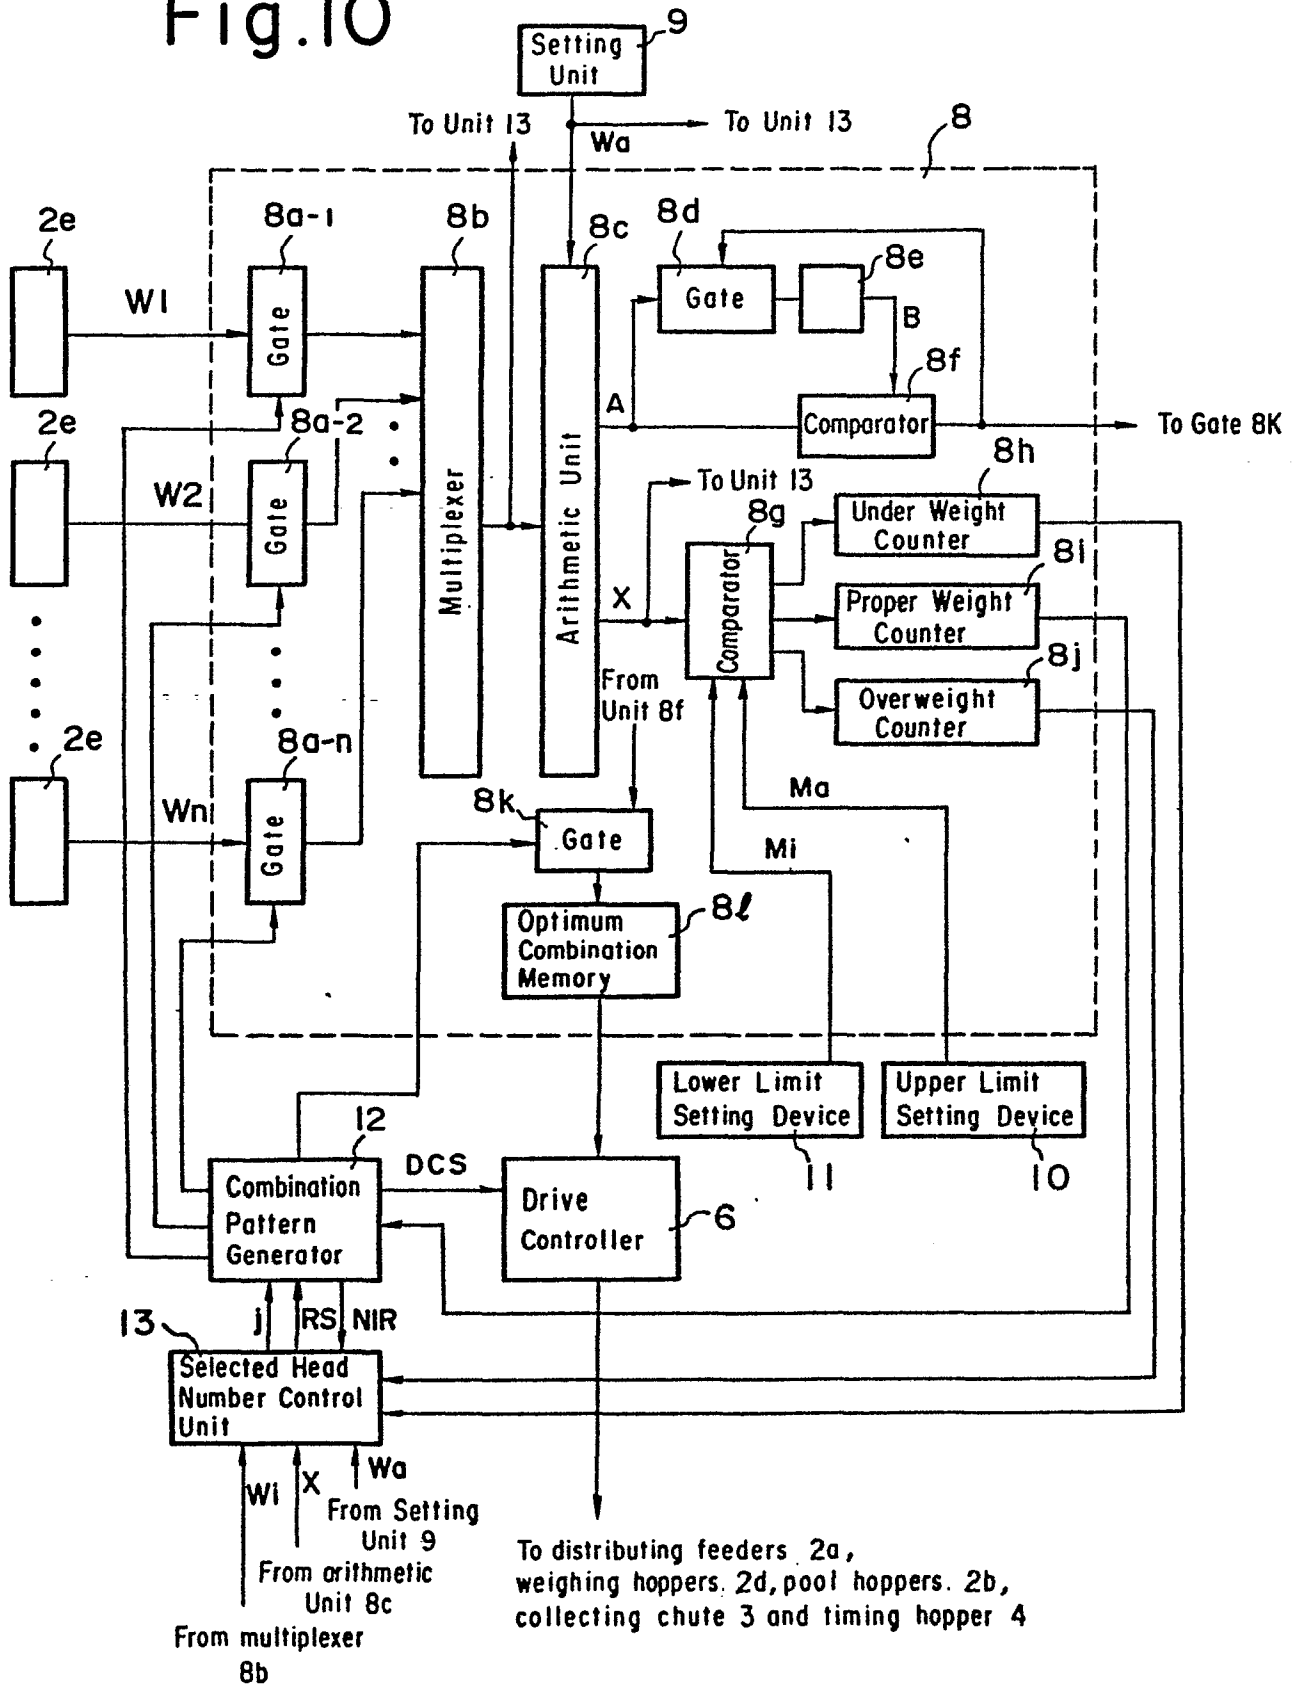 Fig.10
Setting
Unit
9
To Unit 13
To Unit 13
Wa
8
2e
8a-1
8b
8c
8d
8e
W1
Gate
Gate
B
8f
A
Comparator
To Gate 8K
2e
8a-2
W2
Gate
Multiplexer
Arithmetic Unit
To Unit 13
8g
8h
Under Weight
Counter
8i
X
Comparator
Proper Weight
Counter
8j
From
Unit 8f
Overweight
Counter
2e
8a-n
Wn
Gate
8k
Gate
Ma
Mi
8ℓ
Optimum
Combination
Memory
Lower Limit
Setting Device
Upper Limit
Setting Device
11
10
12
DCS
Combination
Pattern
Generator
Drive
Controller
6
j
RS
NIR
13
Selected Head
Number Control
Unit
Wi
X
Wa
From Setting
Unit 9
From arithmetic
Unit 8c
From multiplexer
8b
To distributing feeders 2a,
weighing hoppers. 2d, pool hoppers. 2b,
collecting chute 3 and timing hopper 4